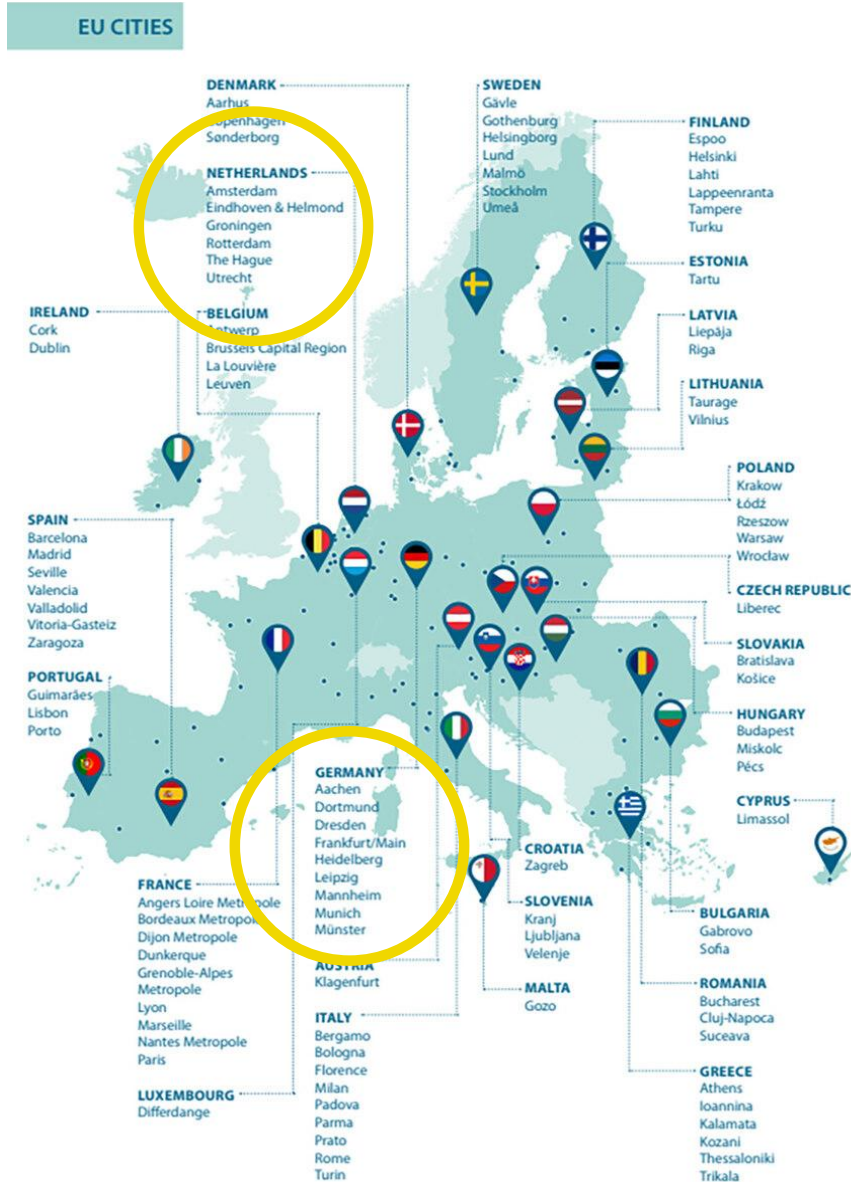 EU CITIES
DENMARK
Aarhus
Copenhagen
Sønderborg
NETHERLANDS
Amsterdam
Eindhoven & Helmond
Groningen
Rotterdam
The Hague
Utrecht
BELGIUM
Antwerp
Brussels Capital Region
La Louvière
Leuven
IRELAND
Cork
Dublin
SPAIN
Barcelona
Madrid
Seville
Valencia
Valladolid
Vitoria-Gasteiz
Zaragoza
PORTUGAL
Guimarães
Lisbon
Porto
SWEDEN
Gävle
Gothenburg
Helsingborg
Lund
Malmö
Stockholm
Umeå
FINLAND
Espoo
Helsinki
Lahti
Lappeenranta
Tampere
Turku
ESTONIA
Tartu
LATVIA
Liepāja
Riga
LITHUANIA
Taurage
Vilnius
POLAND
Krakow
Łódź
Rzeszow
Warsaw
Wrocław
CZECH REPUBLIC
Liberec
SLOVAKIA
Bratislava
Košice
HUNGARY
Budapest
Miskolc
Pécs
CYPRUS
Limassol
GERMANY
Aachen
Dortmund
Dresden
Frankfurt/Main
Heidelberg
Leipzig
Mannheim
Munich
Münster
FRANCE
Angers Loire Metropole
Bordeaux Metropole
Dijon Metropole
Dunkerque
Grenoble-Alpes
Metropole
Lyon
Marseille
Nantes Metropole
Paris
LUXEMBOURG
Differdange
AUSTRIA
Klagenfurt
ITALY
Bergamo
Bologna
Florence
Milan
Padova
Parma
Prato
Rome
Turin
CROATIA
Zagreb
SLOVENIA
Kranj
Ljubljana
Velenje
MALTA
Gozo
BULGARIA
Gabrovo
Sofia
ROMANIA
Bucharest
Cluj-Napoca
Suceava
GREECE
Athens
Ioannina
Kalamata
Kozani
Thessaloniki
Trikala